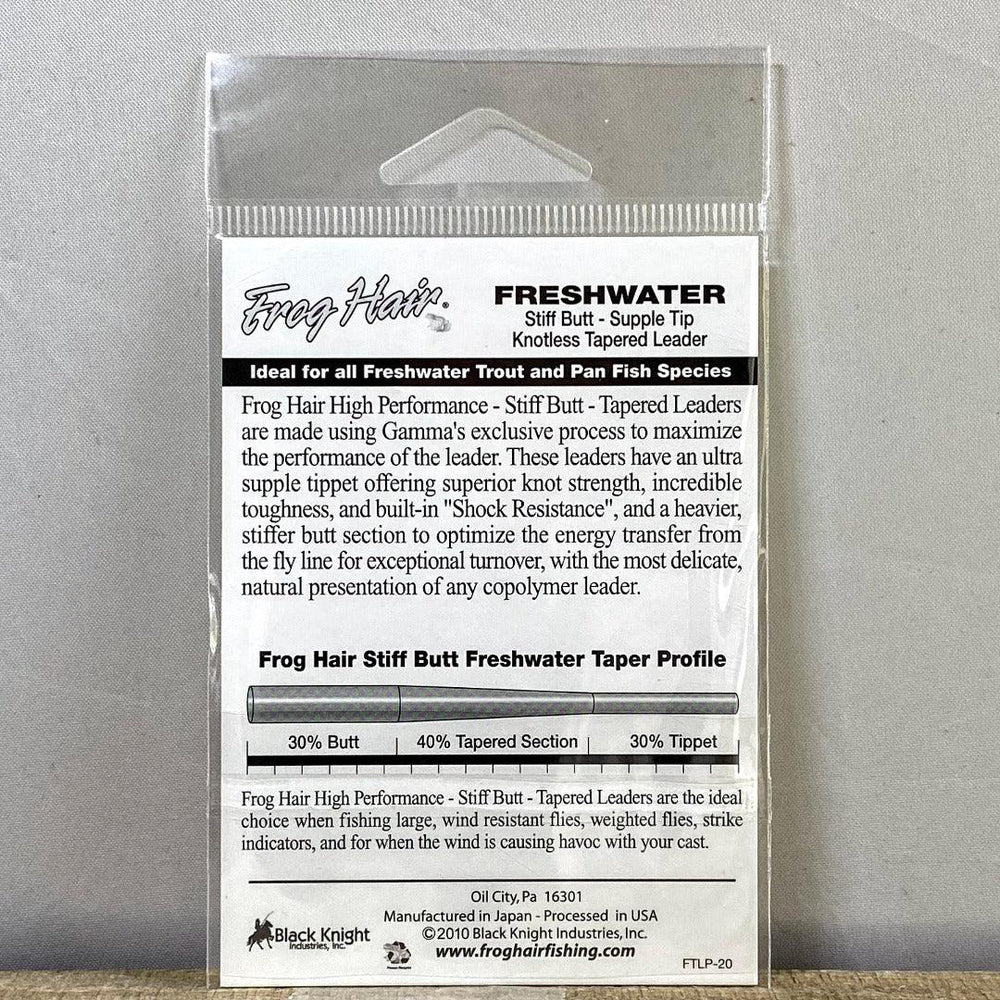 Frog Hair®
FRESHWATER
Stiff Butt - Supple Tip
Knotless Tapered Leader
Ideal for all Freshwater Trout and Pan Fish Species
Frog Hair High Performance - Stiff Butt - Tapered Leaders
are made using Gamma's exclusive process to maximize
the performance of the leader. These leaders have an ultra
supple tippet offering superior knot strength, incredible
toughness, and built-in "Shock Resistance", and a heavier,
stiffer butt section to optimize the energy transfer from
the fly line for exceptional turnover, with the most delicate,
natural presentation of any copolymer leader.
Frog Hair Stiff Butt Freshwater Taper Profile
30% Butt 40% Tapered Section 30% Tippet
Frog Hair High Performance - Stiff Butt - Tapered Leaders are the ideal
choice when fishing large, wind resistant flies, weighted flies, strike
indicators, and for when the wind is causing havoc with your cast.
Oil City,Pa 16301
Manufactured in Japan - Processed in USA
©2010 Black Knight Industries, Inc.
www.froghairfishing.com
Black Knight
Industries, Inc.
Please Recycle
FTLP-20